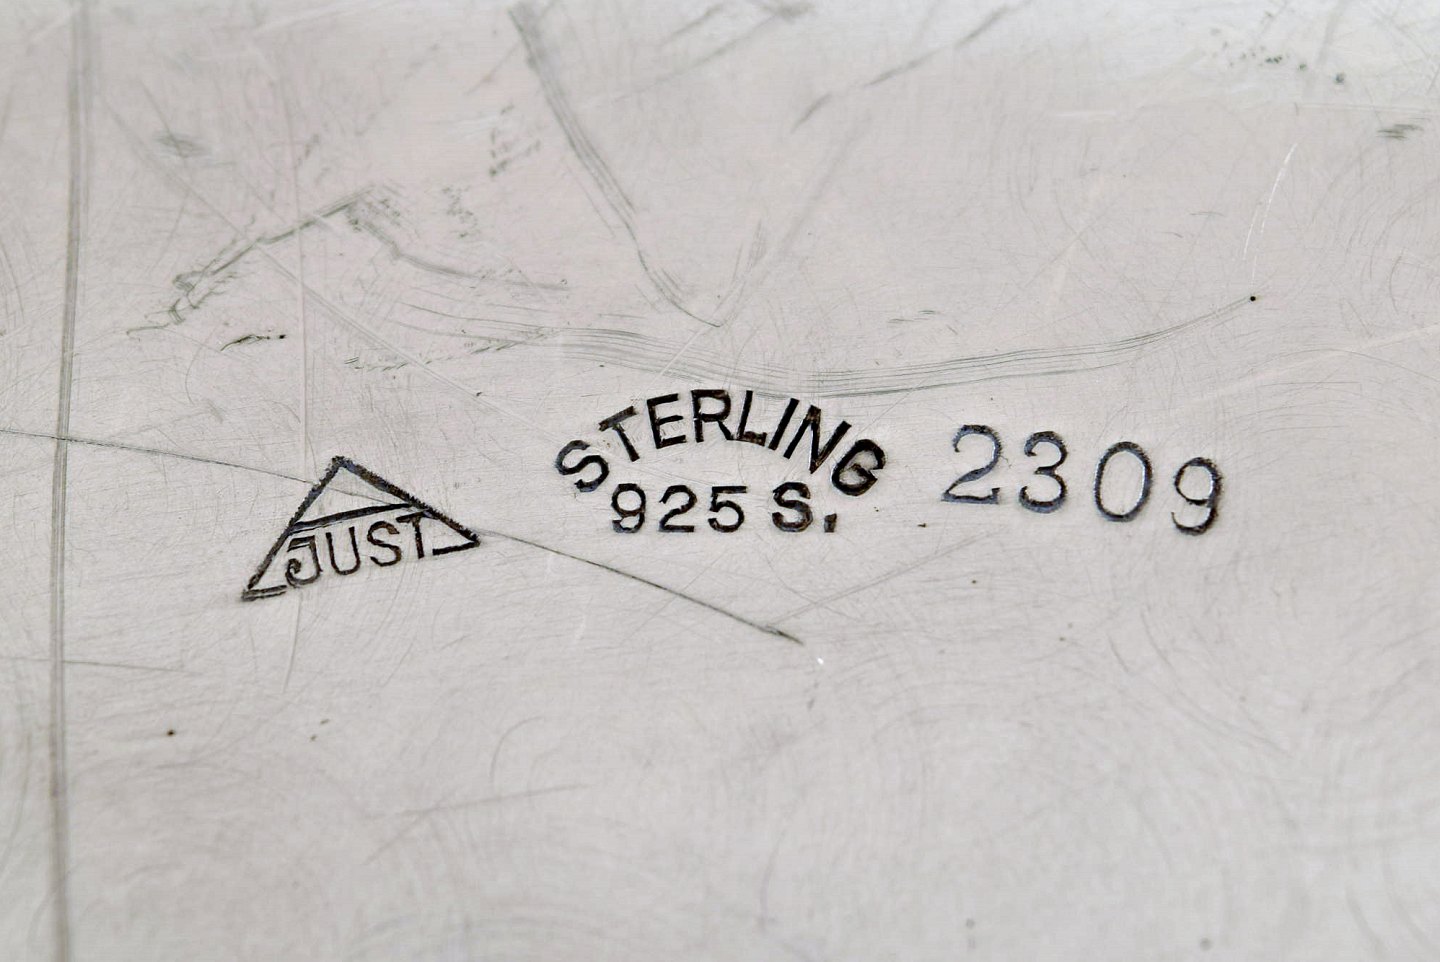 JUST
STERLING
925 S.
2309